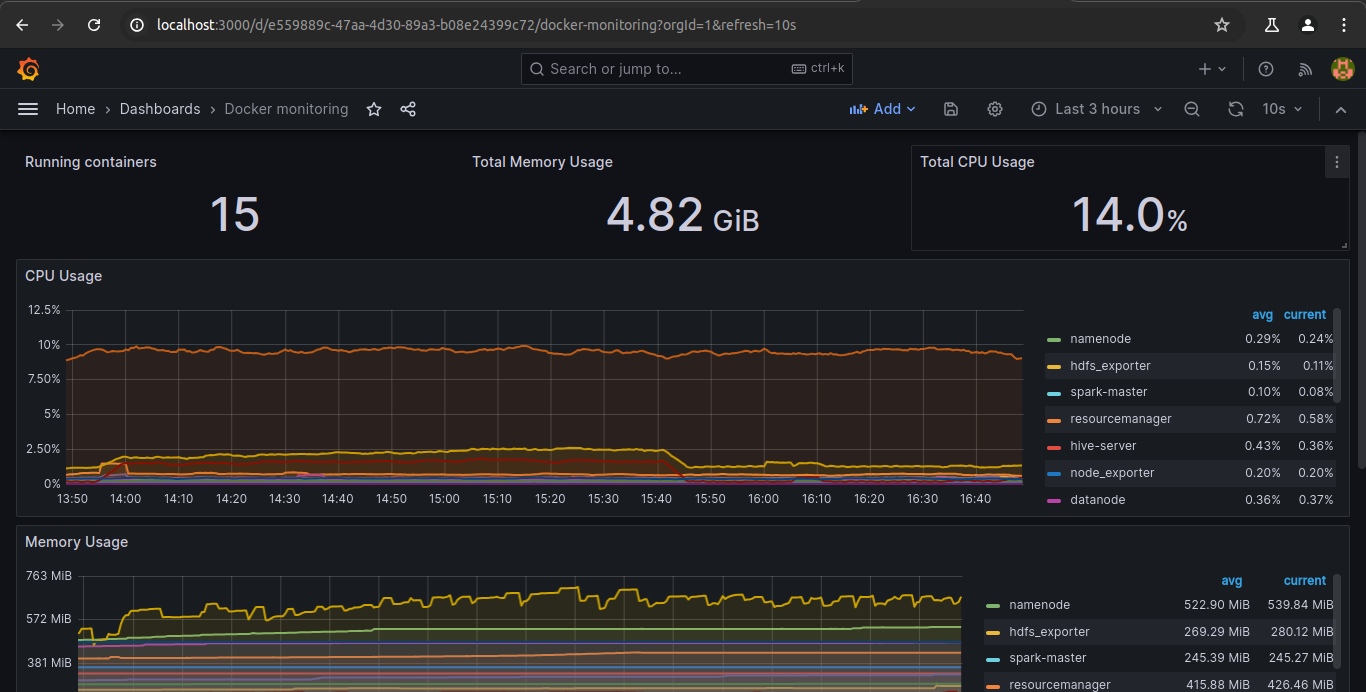 localhost:3000/d/e559889c-47aa-4d30-89a3-b08e24399c72/docker-monitoring?orgId=1&refresh=10s
Search or jump to... ctrl+k
Home › Dashboards › Docker monitoring Add Last 3 hours 10s
Running containers Total Memory Usage Total CPU Usage
15 4.82 GiB 14.0%
CPU Usage
12.5%
10%
7.50%
5%
2.50%
0%
13:50 14:00 14:10 14:20 14:30 14:40 14:50 15:00 15:10 15:20 15:30 15:40 15:50 16:00 16:10 16:20 16:30 16:40
avg current
namenode 0.29% 0.24%
hdfs_exporter 0.15% 0.11%
spark-master 0.10% 0.08%
resourcemanager 0.72% 0.58%
hive-server 0.43% 0.36%
node_exporter 0.20% 0.20%
datanode 0.36% 0.37%
Memory Usage
763 MiB
572 MiB
381 MiB
avg current
namenode 522.90 MiB 539.84 MiB
hdfs_exporter 269.29 MiB 280.12 MiB
spark-master 245.39 MiB 245.27 MiB
resourcemanager 415.88 MiB 426.46 MiB